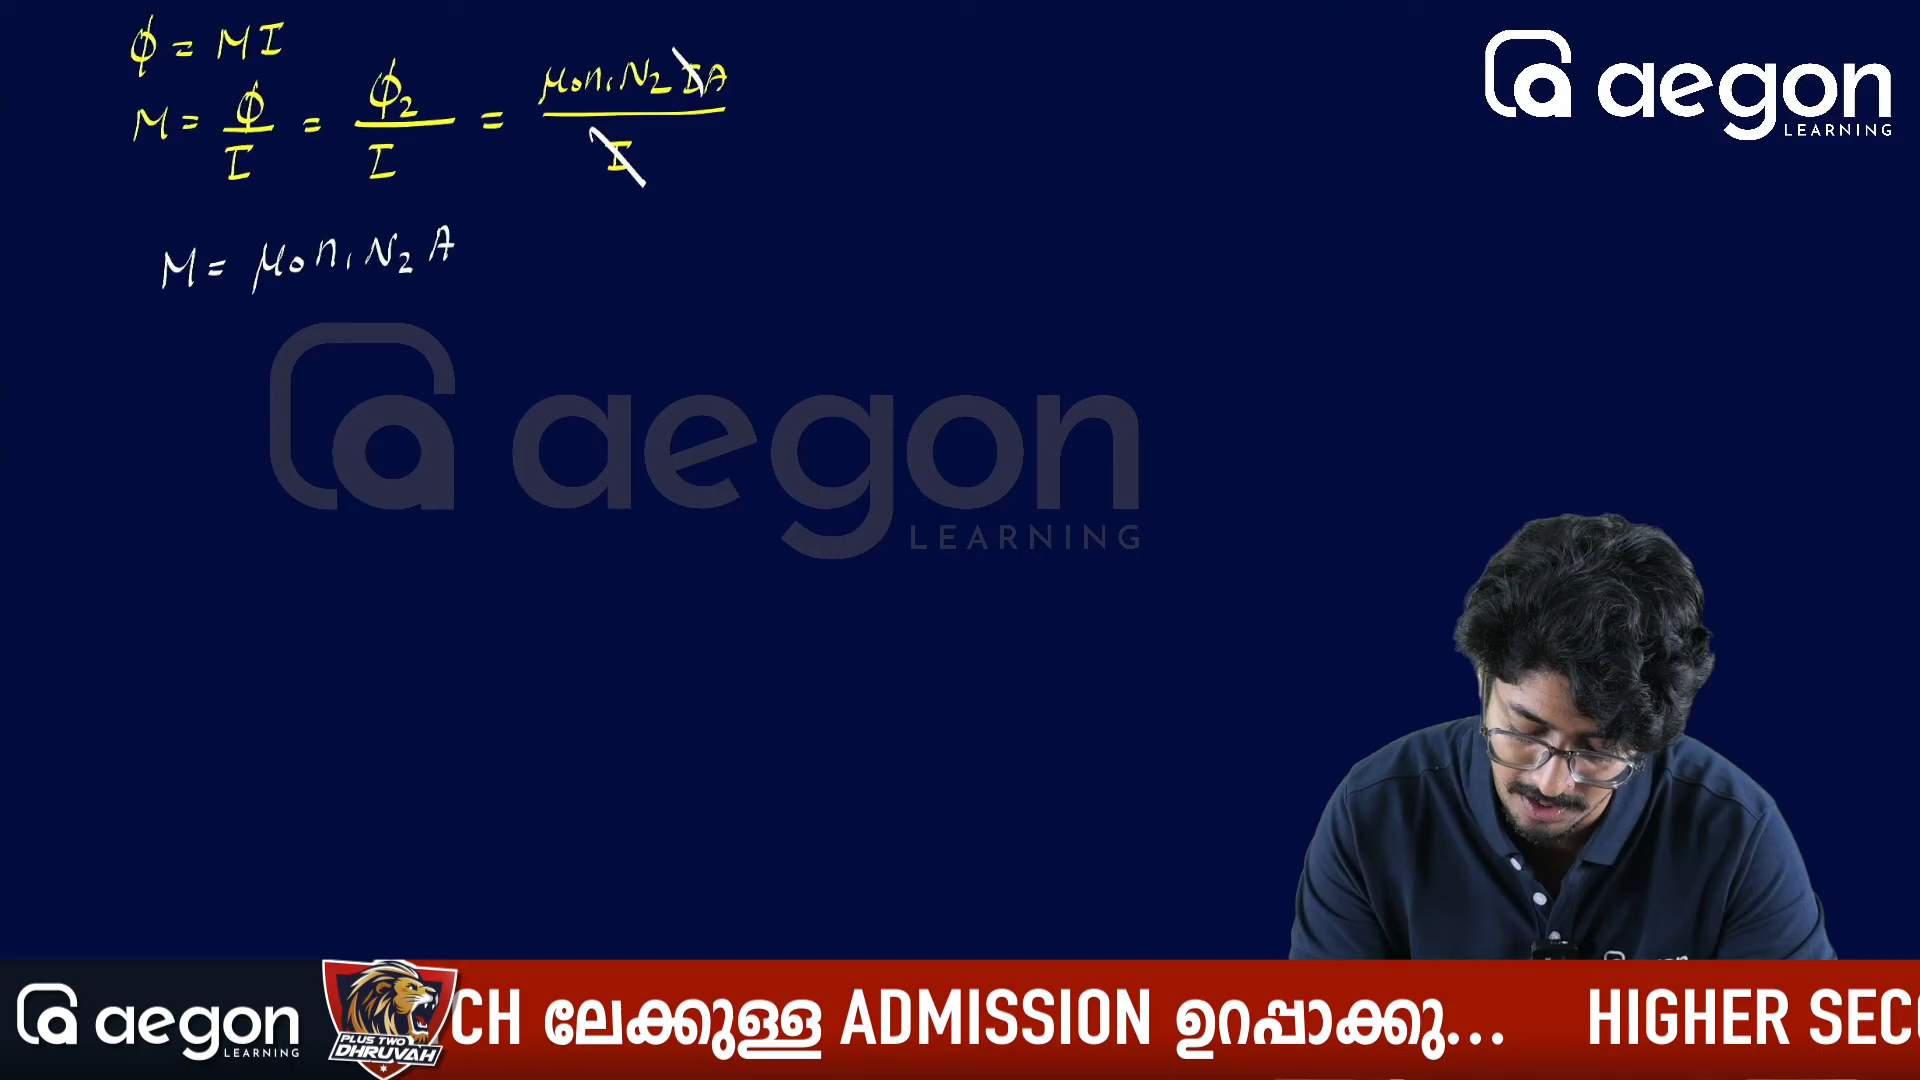 ϕ = MI
M = ϕ/I = ϕ₂/I = μ₀n₁N₂IA/I
M = μ₀n₁N₂A
aegon
LEARNING
aegon
LEARNING
aegon
LEARNING
PLUS TWO
DHRUVAH
CH ലേക്കുള്ള ADMISSION ഉറപ്പാക്കൂ... HIGHER SEC